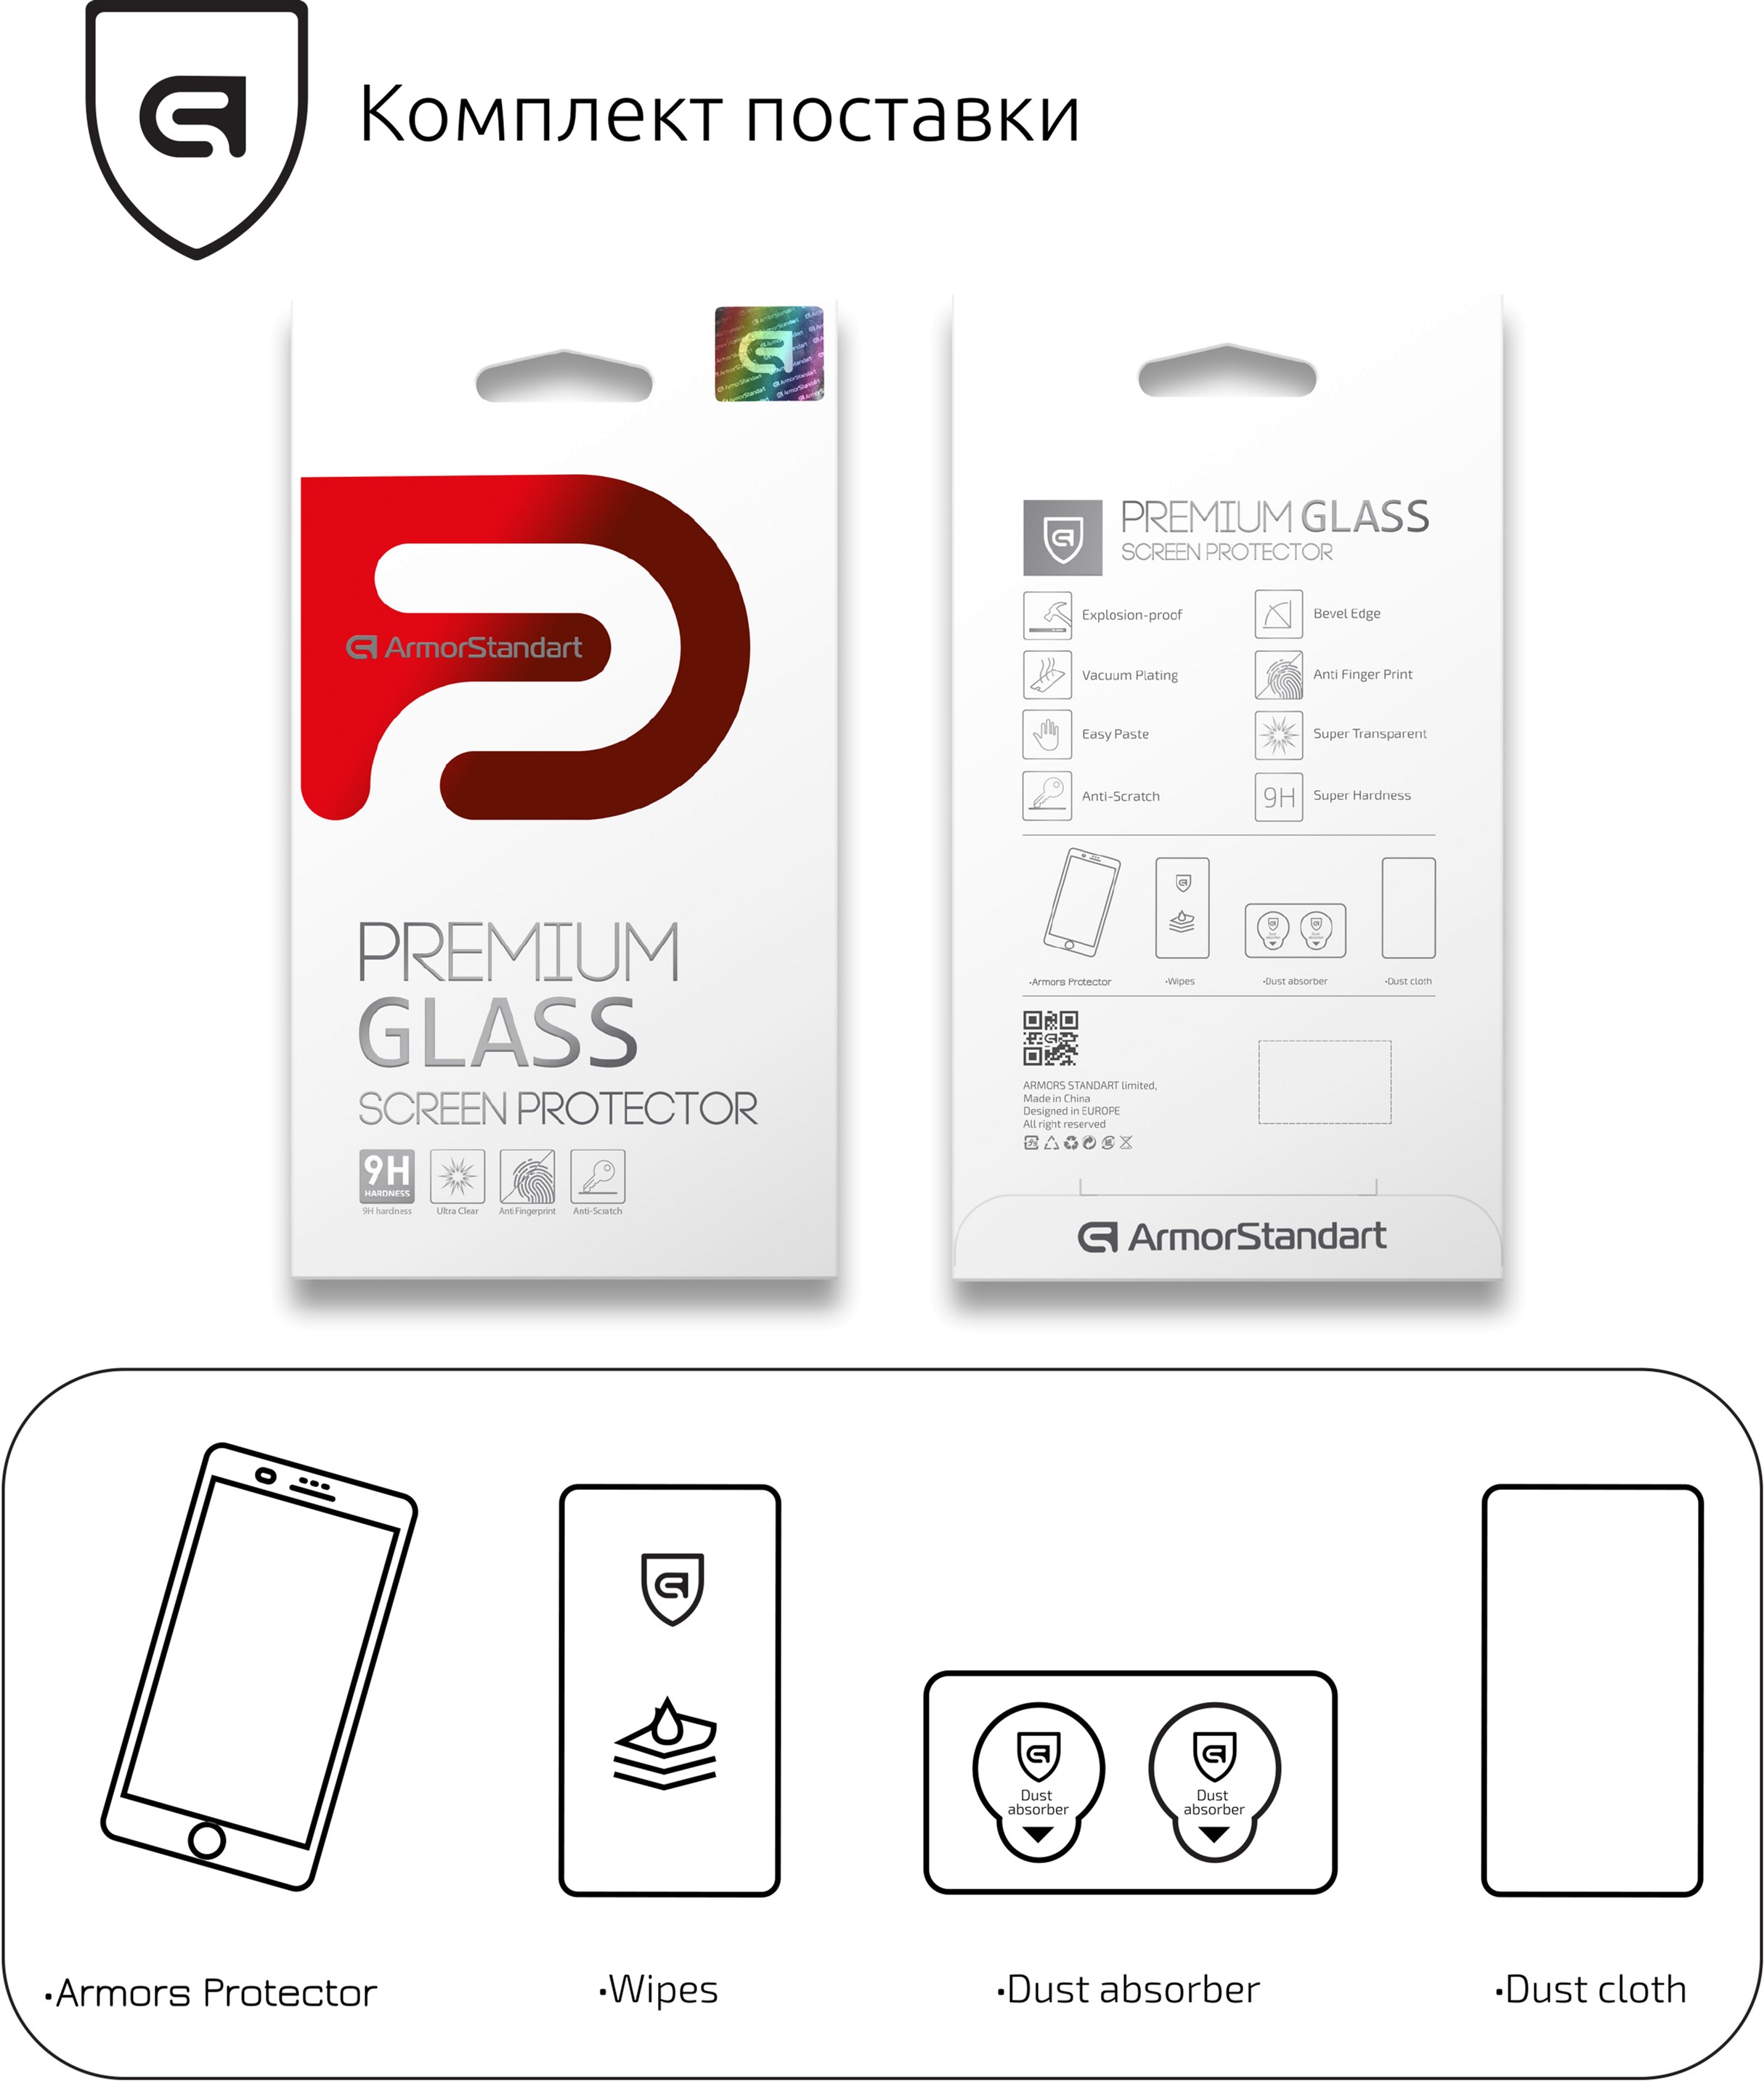 Комплект поставки
ArmorStandart
PREMIUM
GLASS
SCREEN PROTECTOR
9H
HARDNESS
9H hardness
Ultra Clear
Anti Fingerprint
Anti-Scratch
PREMIUM GLASS
SCREEN PROTECTOR
Explosion-proof
Bevel Edge
Vacuum Plating
Anti Finger Print
Easy Paste
Super Transparent
Anti-Scratch
9H
Super Hardness
•Armors Protector
•Wipes
•Dust absorber
•Dust cloth
ARMORS STANDART limited,
Made in China
Designed in EUROPE
All right reserved
ArmorStandart
Dust
absorber
Dust
absorber
•Armors Protector
•Wipes
•Dust absorber
•Dust cloth